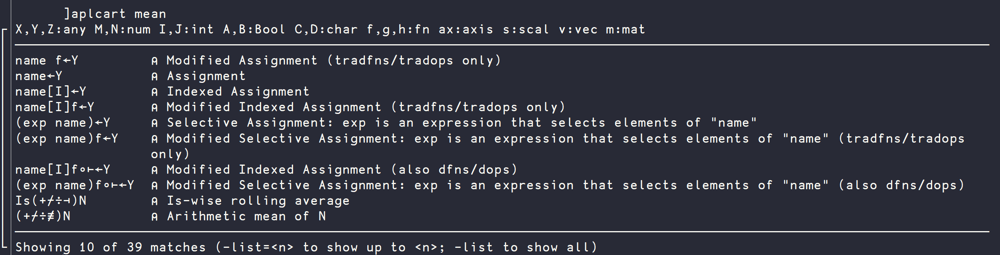 ]aplcart mean
X,Y,Z:any M,N:num I,J:int A,B:Bool C,D:char f,g,h:fn ax:axis s:scal v:vec m:mat
name f←Y ⍝ Modified Assignment (tradfns/tradops only)
name←Y ⍝ Assignment
name[I]←Y ⍝ Indexed Assignment
name[I]f←Y ⍝ Modified Indexed Assignment (tradfns/tradops only)
(exp name)←Y ⍝ Selective Assignment: exp is an expression that selects elements of "name"
(exp name)f←Y ⍝ Modified Selective Assignment: exp is an expression that selects elements of "name" (tradfns/tradops
only)
name[I]f∘⊢←Y ⍝ Modified Indexed Assignment (also dfns/dops)
(exp name)f∘⊢←Y ⍝ Modified Selective Assignment: exp is an expression that selects elements of "name" (also dfns/dops)
Is(+⌿÷⊣)N ⍝ Is-wise rolling average
(+⌿÷≢)N ⍝ Arithmetic mean of N
Showing 10 of 39 matches (-list=<n> to show up to <n>; -list to show all)